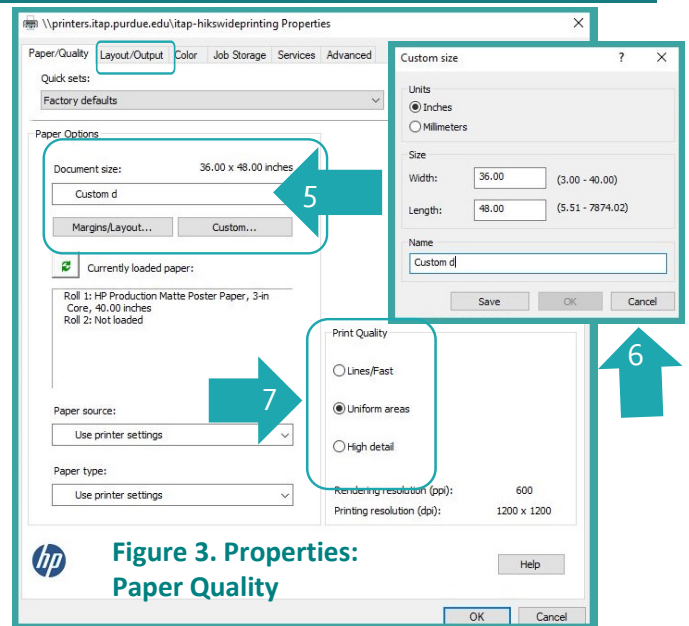 \\printers.itap.purdue.edu\itap-hikswideprinting Properties
Paper/Quality Layout/Output Color Job Storage Services Advanced
Quick sets:
Factory defaults
Paper Options
Document size: 36.00 x 48.00 inches
Custom d
Margins/Layout... Custom...
5
Currently loaded paper:
Roll 1: HP Production Matte Poster Paper, 3-in
Core, 40.00 inches
Roll 2: Not loaded
Paper source:
Use printer settings
Paper type:
Use printer settings
7
Print Quality
Lines/Fast
Uniform areas
High detail
Rendering resolution (ppi): 600
Printing resolution (dpi): 1200 x 1200
Custom size ? X
Units
Inches
Millimeters
Size
Width: 36.00 (3.00 - 40.00)
Length: 48.00 (5.51 - 7874.02)
Name
Custom d
Save OK Cancel
6
hp
Figure 3. Properties:
Paper Quality
Help
OK Cancel